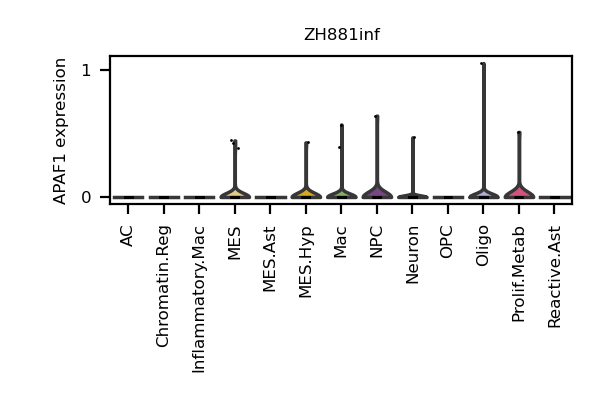 ZH881inf
APAF1 expression
1
0
AC
Chromatin.Reg
Inflammatory.Mac
MES
MES.Ast
MES.Hyp
Mac
NPC
Neuron
OPC
Oligo
Prolif.Metab
Reactive.Ast